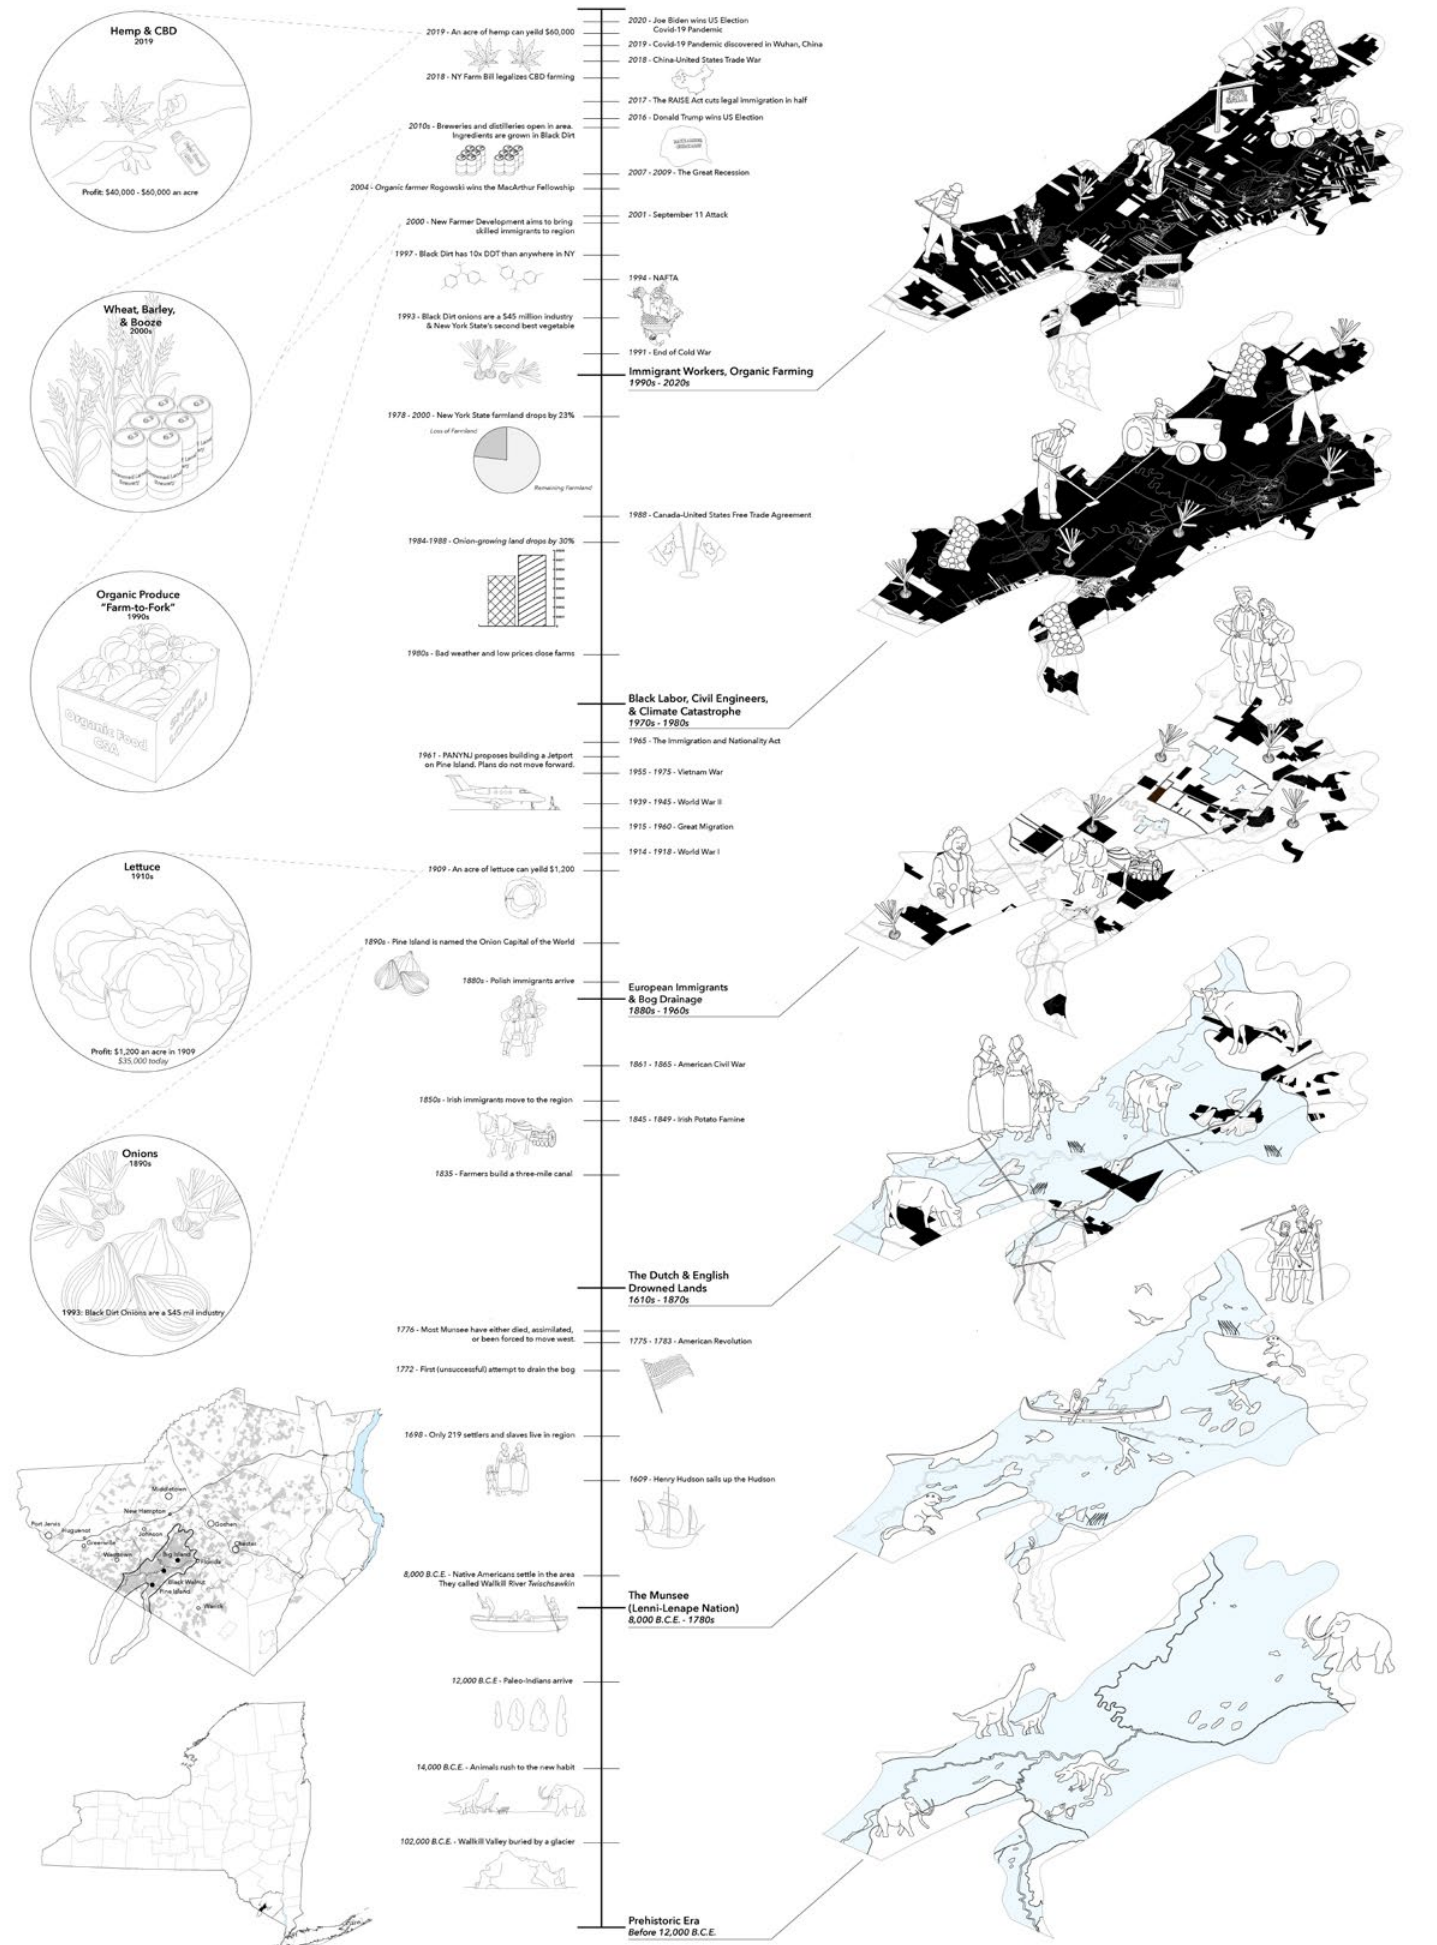 Hemp & CBD
2019
Profit: $40,000 - $60,000 an acre
Wheat, Barley,
& Booze
2000s
Organic Produce
"Farm-to-Fork"
1990s
Organic Food
CSA
SHOP
LOCAL!
Lettuce
1910s
Profit: $1,200 an acre in 1909
$35,000 today
Onions
1890s
1993: Black Dirt Onions are a $45 mil industry
Middletown
New Hampton
Port Jervis
Huguenot
Johnson
Goshen
Greenville
Chester
Big Island
Florida
Black Walnut
Pine Island
Warwick
2019 - An acre of hemp can yeild $60,000
2018 - NY Farm Bill legalizes CBD farming
2010s - Breweries and distilleries open in area.
Ingredients are grown in Black Dirt
2004 - Organic farmer Rogowski wins the MacArthur Fellowship
2000 - New Farmer Development aims to bring
skilled immigrants to region
1997 - Black Dirt has 10x DDT than anywhere in NY
1993 - Black Dirt onions are a $45 million industry
& New York State's second best vegetable
1978 - 2000 - New York State farmland drops by 23%
Loss of Farmland
Remaining Farmland
1984-1988 - Onion-growing land drops by 30%
1980s - Bad weather and low prices close farms
1961 - PANYNJ proposes building a Jetport
on Pine Island. Plans do not move forward.
1909 - An acre of lettuce can yeild $1,200
1890s - Pine Island is named the Onion Capital of the World
1880s - Polish immigrants arrive
1850s - Irish immigrants move to the region
1835 - Farmers build a three-mile canal
1776 - Most Munsee have either died, assimilated,
or been forced to move west.
1772 - First (unsuccessful) attempt to drain the bog
1698 - Only 219 settlers and slaves live in region
8,000 B.C.E. - Native Americans settle in the area
They called Wallkill River Twischsawkin
12,000 B.C.E - Paleo-Indians arrive
14,000 B.C.E. - Animals rush to the new habit
102,000 B.C.E. - Wallkill Valley buried by a glacier
2020 - Joe Biden wins US Election
Covid-19 Pandemic
2019 - Covid-19 Pandemic discovered in Wuhan, China
2018 - China-United States Trade War
2017 - The RAISE Act cuts legal immigration in half
2016 - Donald Trump wins US Election
2007 - 2009 - The Great Recession
2001 - September 11 Attack
1994 - NAFTA
1991 - End of Cold War
Immigrant Workers, Organic Farming
1990s - 2020s
1988 - Canada-United States Free Trade Agreement
Black Labor, Civil Engineers,
& Climate Catastrophe
1970s - 1980s
1965 - The Immigration and Nationality Act
1955 - 1975 - Vietnam War
1939 - 1945 - World War II
1915 - 1960 - Great Migration
1914 - 1918 - World War I
European Immigrants
& Bog Drainage
1880s - 1960s
1861 - 1865 - American Civil War
1845 - 1849 - Irish Potato Famine
The Dutch & English
Drowned Lands
1610s - 1870s
1775 - 1783 - American Revolution
1609 - Henry Hudson sails up the Hudson
The Munsee
(Lenni-Lenape Nation)
8,000 B.C.E. - 1780s
Prehistoric Era
Before 12,000 B.C.E.
FOR
SALE